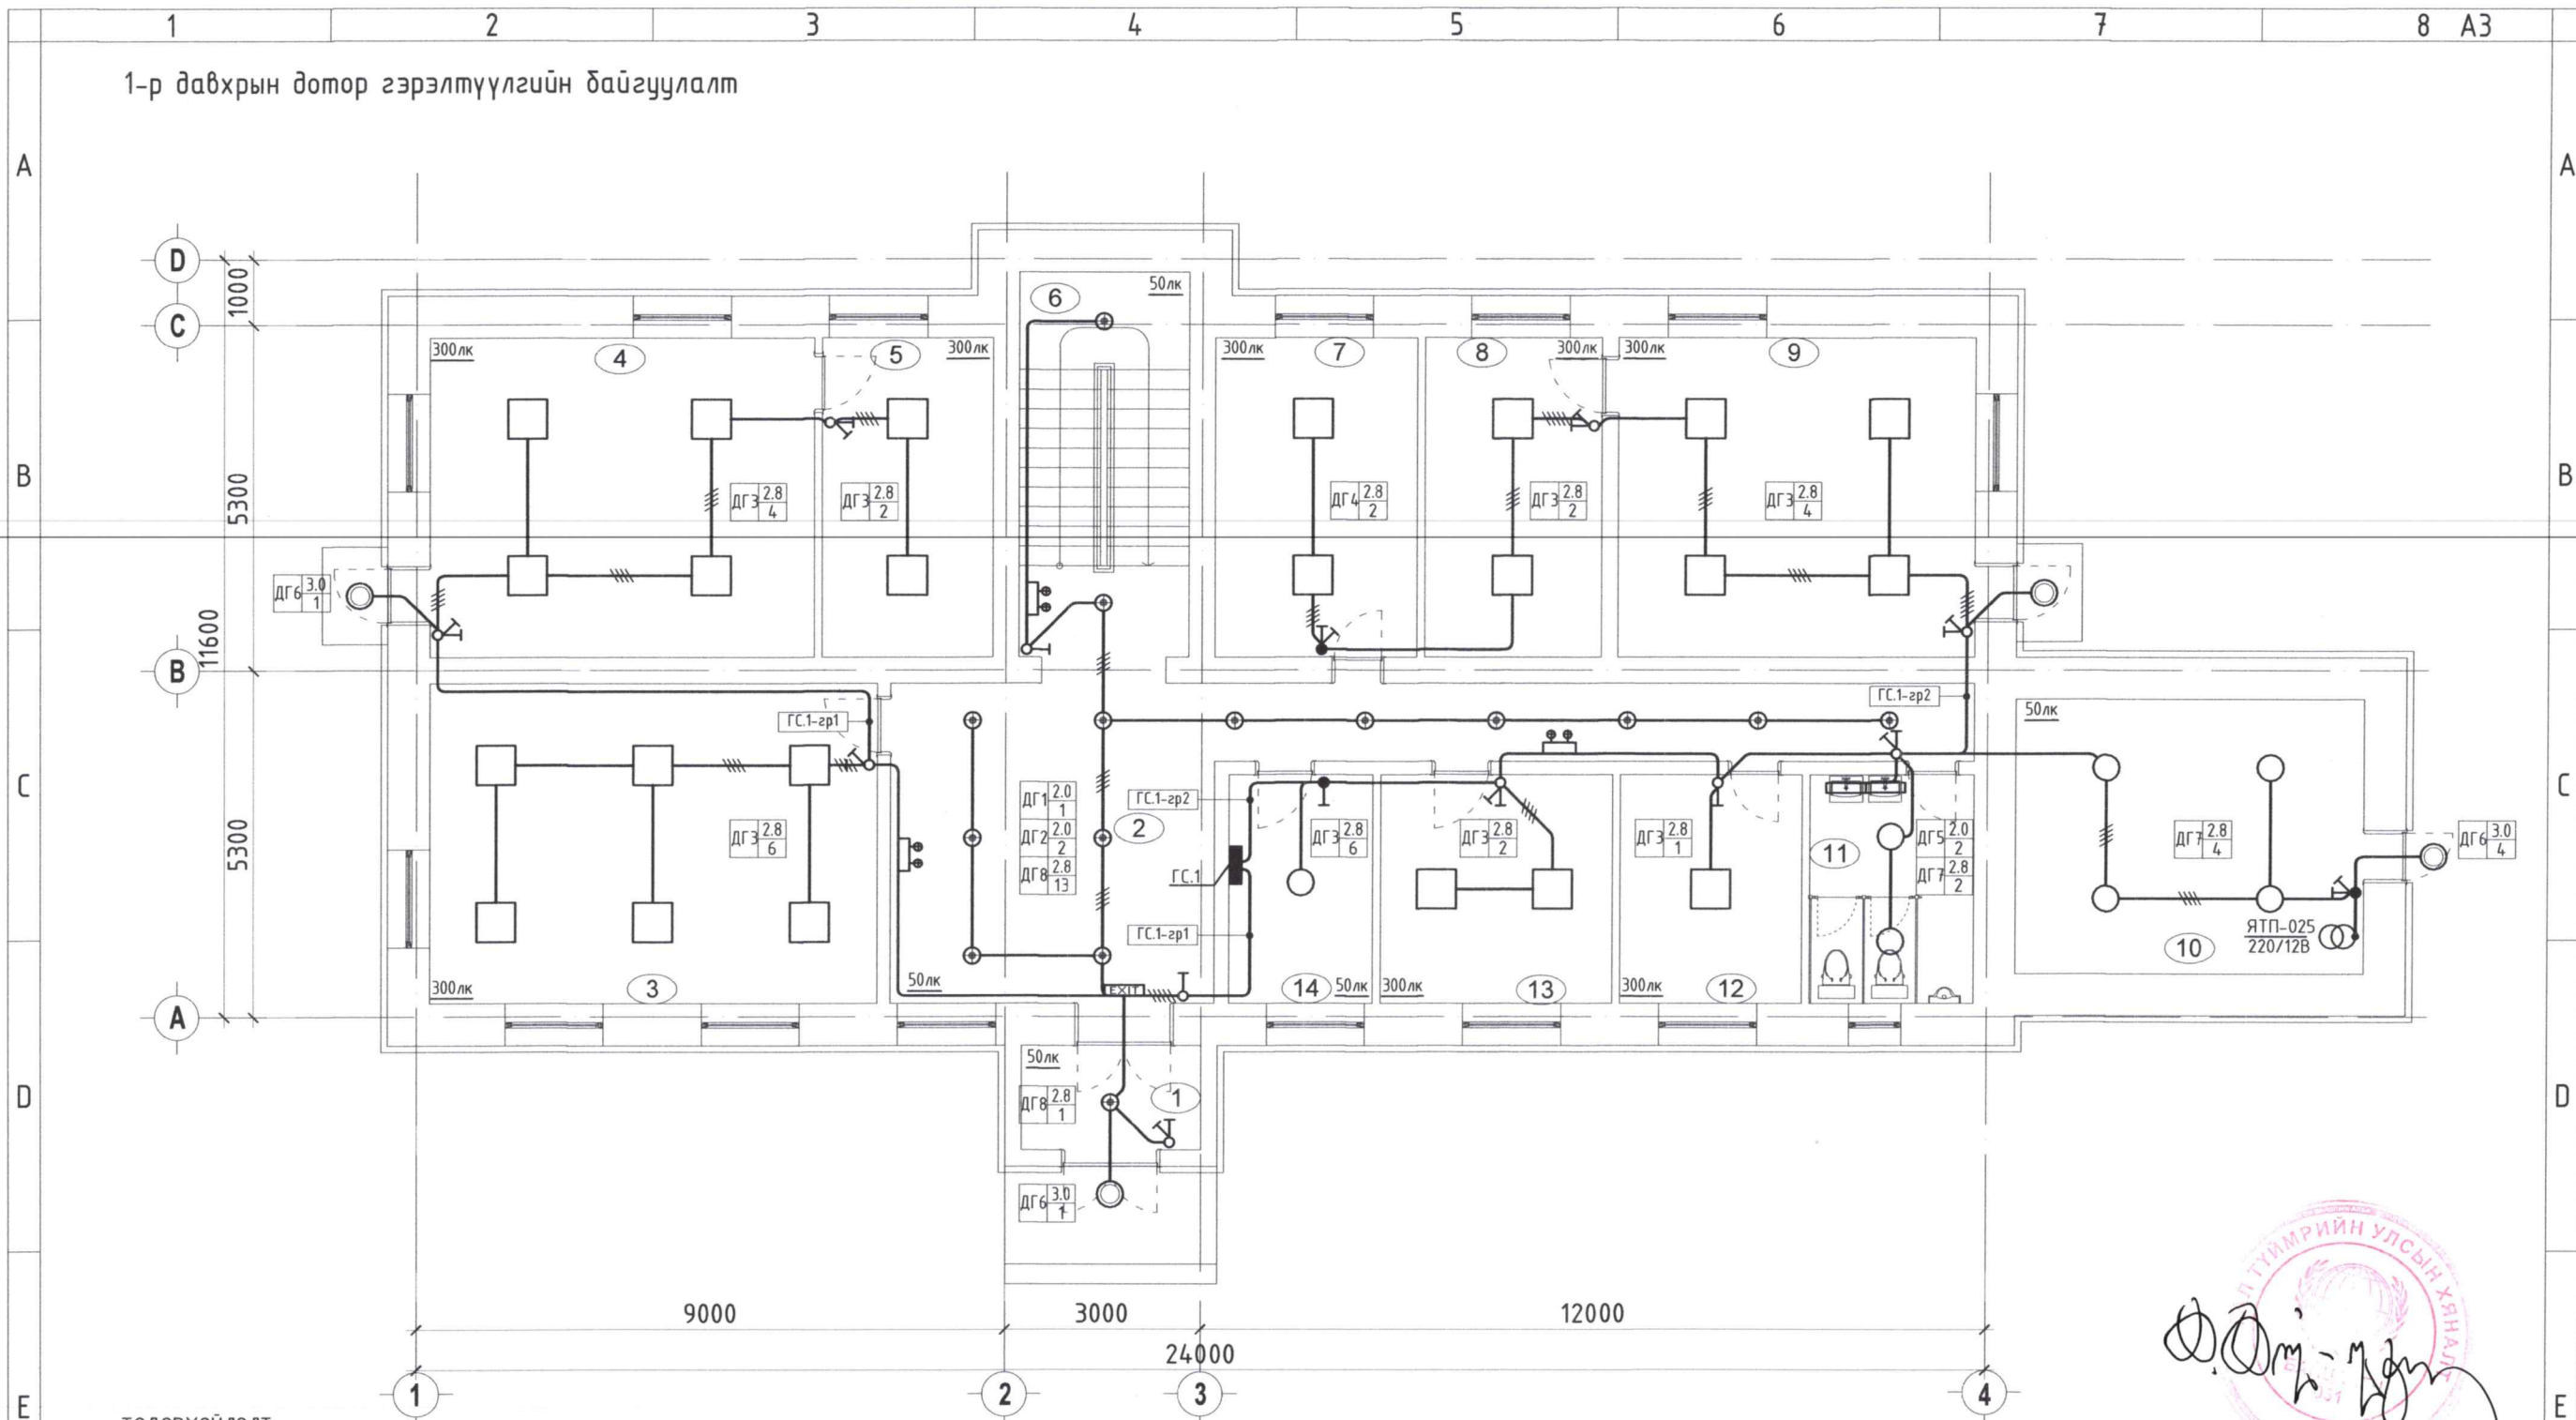 1 2 3 4 5 6 7 8 А3
1-р давхрын дотор гэрэлтүүлгийн байгуулалт
A A
D
1000
C
50лк
6
300лк 4 5 300лк 300лк 7 8 300лк 300лк 9
B B
5300
ДГ3 2.8 4
ДГ3 2.8 2
ДГ4 2.8 2
ДГ3 2.8 2
ДГ3 2.8 4
ДГ6 3.0 1
11600
B
ГС.1-гр1
ГС.1-гр2
50лк
C C
5300
ДГ3 2.8 6
ДГ1 2.0 1
ДГ2 2.0 2
ДГ8 2.8 13
2
ГС.1-гр2
ГС.1
ГС.1-гр1
ДГ3 2.8 6
ДГ3 2.8 2
ДГ3 2.8 1
11
ДГ5 2.0 2
ДГ7 2.8 2
ДГ7 2.8 4
ДГ6 3.0 4
ЯТП-025
220/12В
10
300лк 3 50лк EXIT 14 50лк 300лк 13 300лк 12
A
50лк
D D
ДГ8 2.8 1
1
ДГ6 3.0 1
9000 3000 12000
24000
1 2 3 4
E E
ТҮЙМРИЙН УЛСЫН ХЯНАЛТ